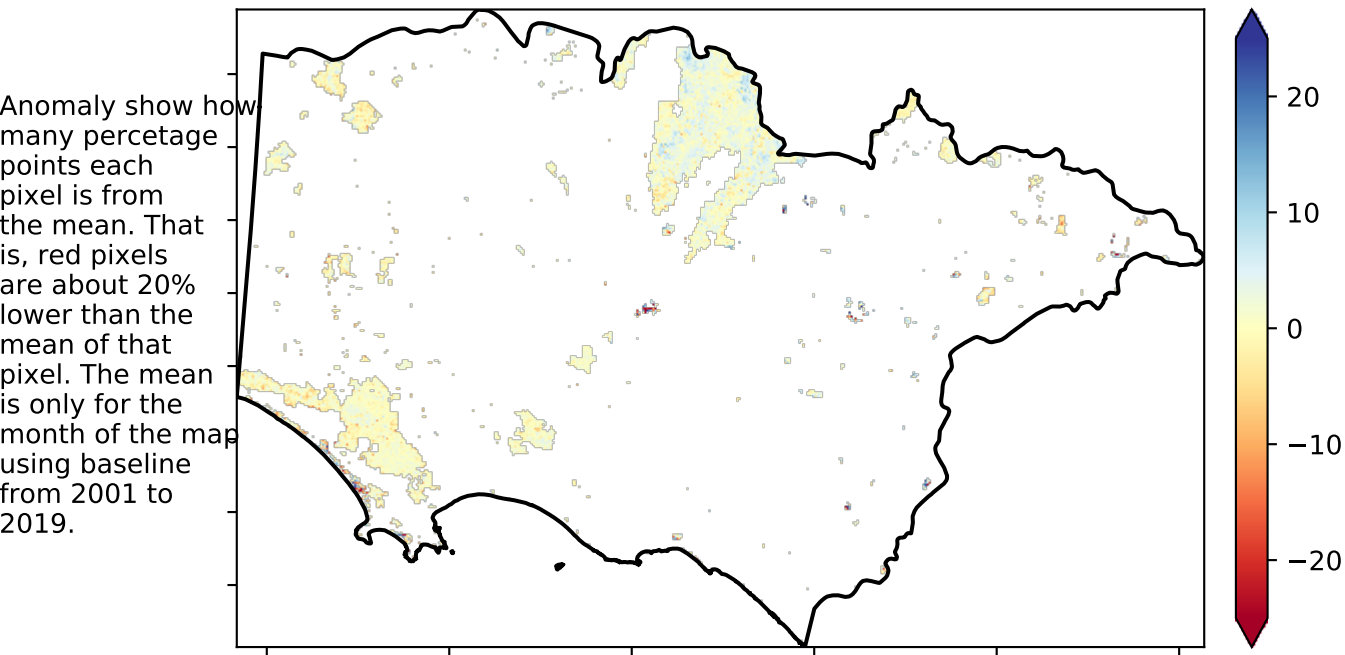 Anomaly show how
many percetage
points each
pixel is from
the mean. That
is, red pixels
are about 20%
lower than the
mean of that
pixel. The mean
is only for the
month of the map
using baseline
from 2001 to
2019.
20
10
0
−10
−20